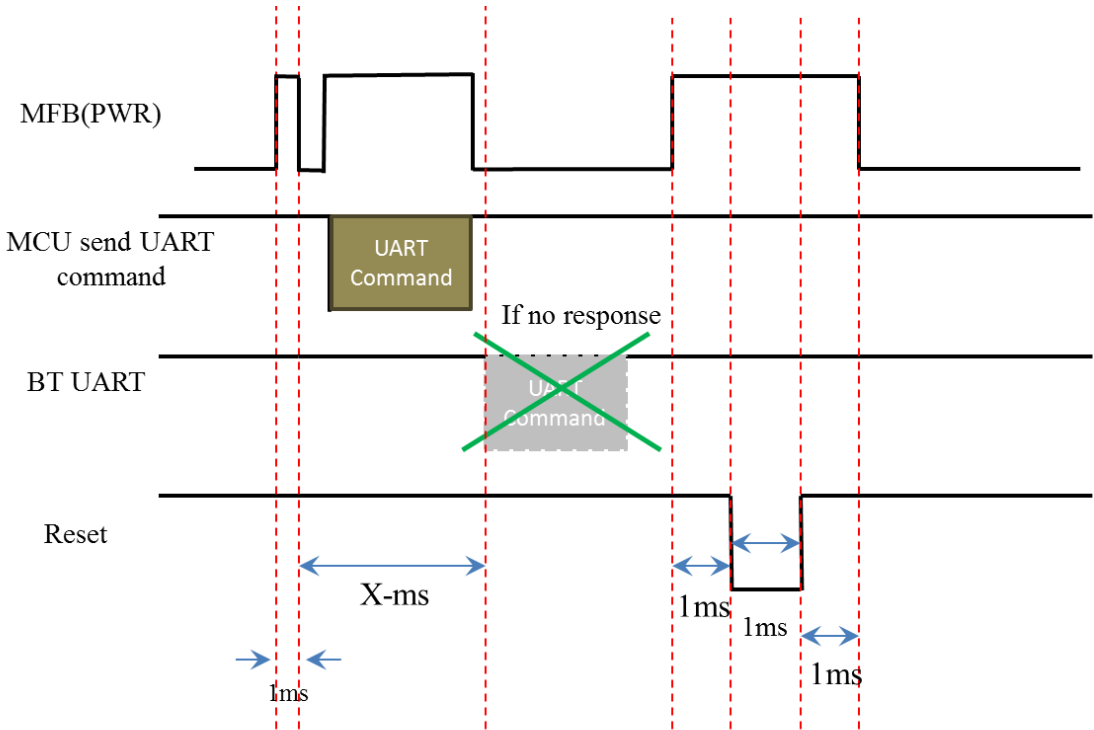 MFB(PWR)
MCU send UART
command
UART
Command
If no response
BT UART
UART
Command
Reset
X-ms
1ms
1ms
1ms
1ms